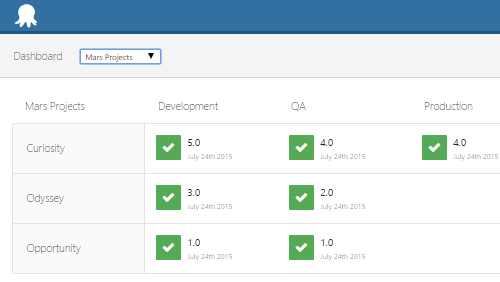 Dashboard Mars Projects
Mars Projects Development QA Production
Curiosity 5.0 4.0 4.0
July 24th 2015 July 24th 2015 July 24th 2015
Odyssey 3.0 2.0
July 24th 2015 July 24th 2015
Opportunity 1.0 1.0
July 24th 2015 July 24th 2015